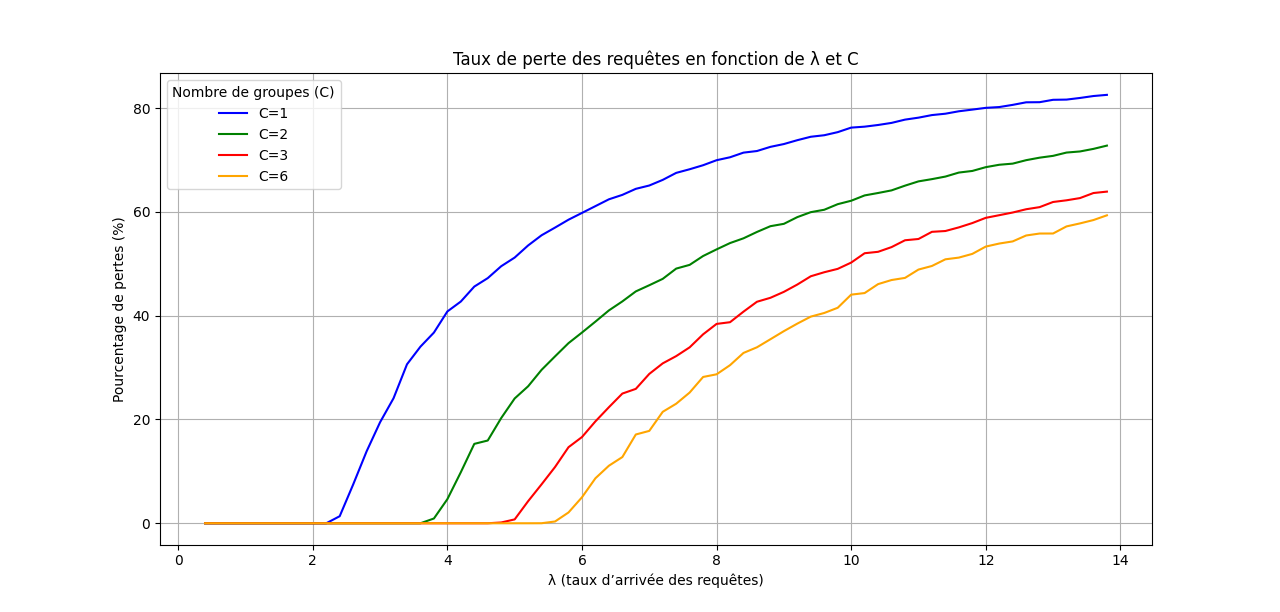 Taux de perte des requêtes en fonction de λ et C
Nombre de groupes (C)
C=1
C=2
C=3
C=6
Pourcentage de pertes (%)
80
60
40
20
0
0 2 4 6 8 10 12 14
λ (taux d’arrivée des requêtes)